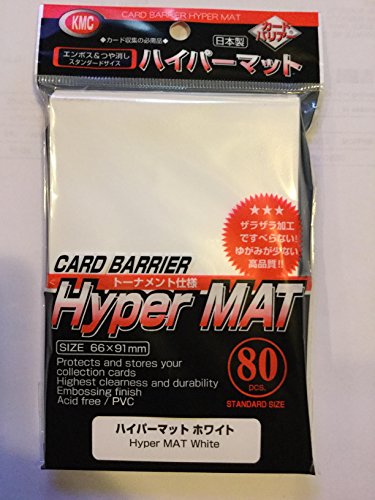 KMC
CARD BARRIER HYPER MAT
◆カード収集の必需品◆
日本製
カード
バリアー
エンボス&つや消し
スタンダードサイズ
ハイパーマット
★★★
ザラザラ加工
ですべらない!
ゆがみが少ない
高品質!!
CARD BARRIER
トーナメント仕様
Hyper MAT
SIZE 66×91mm
Protects and stores your
collection cards
Highest clearness and durability
Embossing finish
Acid free / PVC
80
pcs.
STANDARD SIZE
ハイパーマット ホワイト
Hyper MAT White